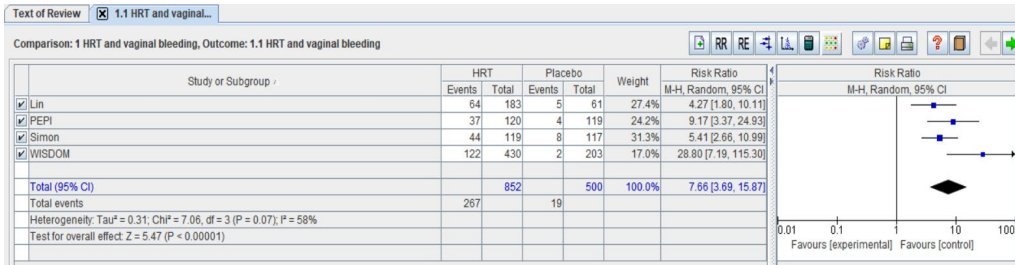 Text of Review 1.1 HRT and vaginal...
Comparison: 1 HRT and vaginal bleeding, Outcome: 1.1 HRT and vaginal bleeding RR RE
Study or Subgroup HRT Placebo Weight Risk Ratio Risk Ratio
Events Total Events Total M-H, Random, 95% CI M-H, Random, 95% CI
Lin 64 183 5 61 27.4% 4.27 [1.80, 10.11]
PEPI 37 120 4 119 24.2% 9.17 [3.37, 24.93]
Simon 44 119 8 117 31.3% 5.41 [2.66, 10.99]
WISDOM 122 430 2 203 17.0% 28.80 [7.19, 115.30]
Total (95% CI) 852 500 100.0% 7.66 [3.69, 15.87]
Total events 267 19
Heterogeneity: Tau² = 0.31; Chi² = 7.06, df = 3 (P = 0.07); I² = 58%
Test for overall effect: Z = 5.47 (P < 0.00001)
0.01 0.1 1 10 100
Favours [experimental] Favours [control]